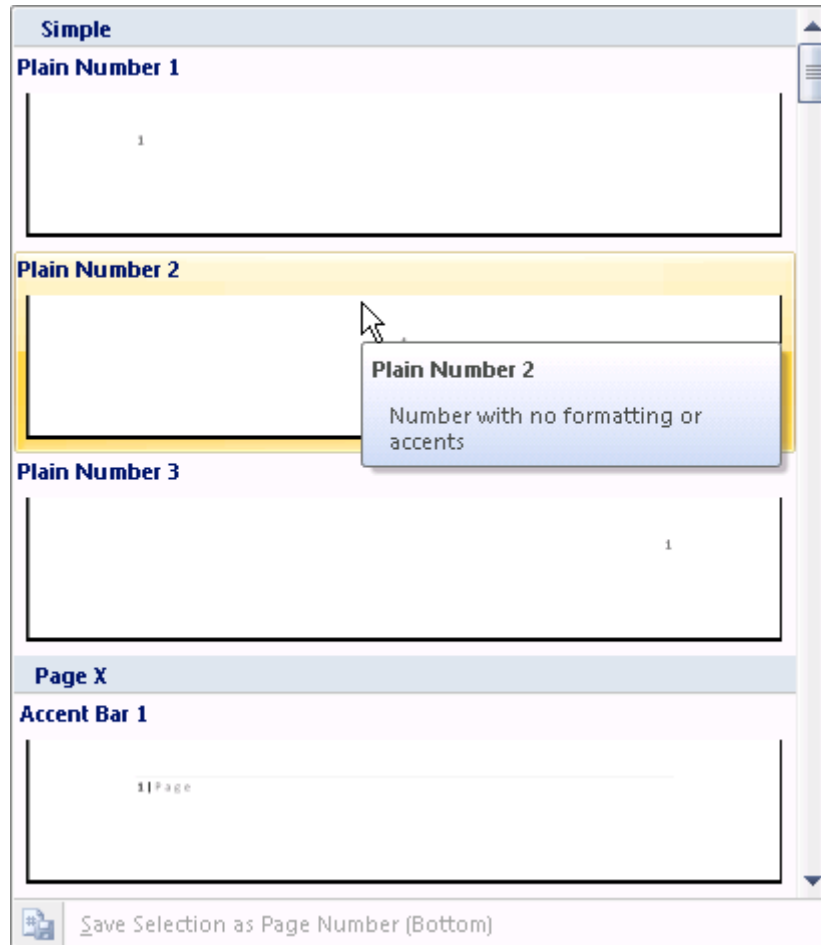 Simple
Plain Number 1
1
Plain Number 2
Plain Number 2
Number with no formatting or
accents
Plain Number 3
1
Page X
Accent Bar 1
1|Page
Save Selection as Page Number (Bottom)